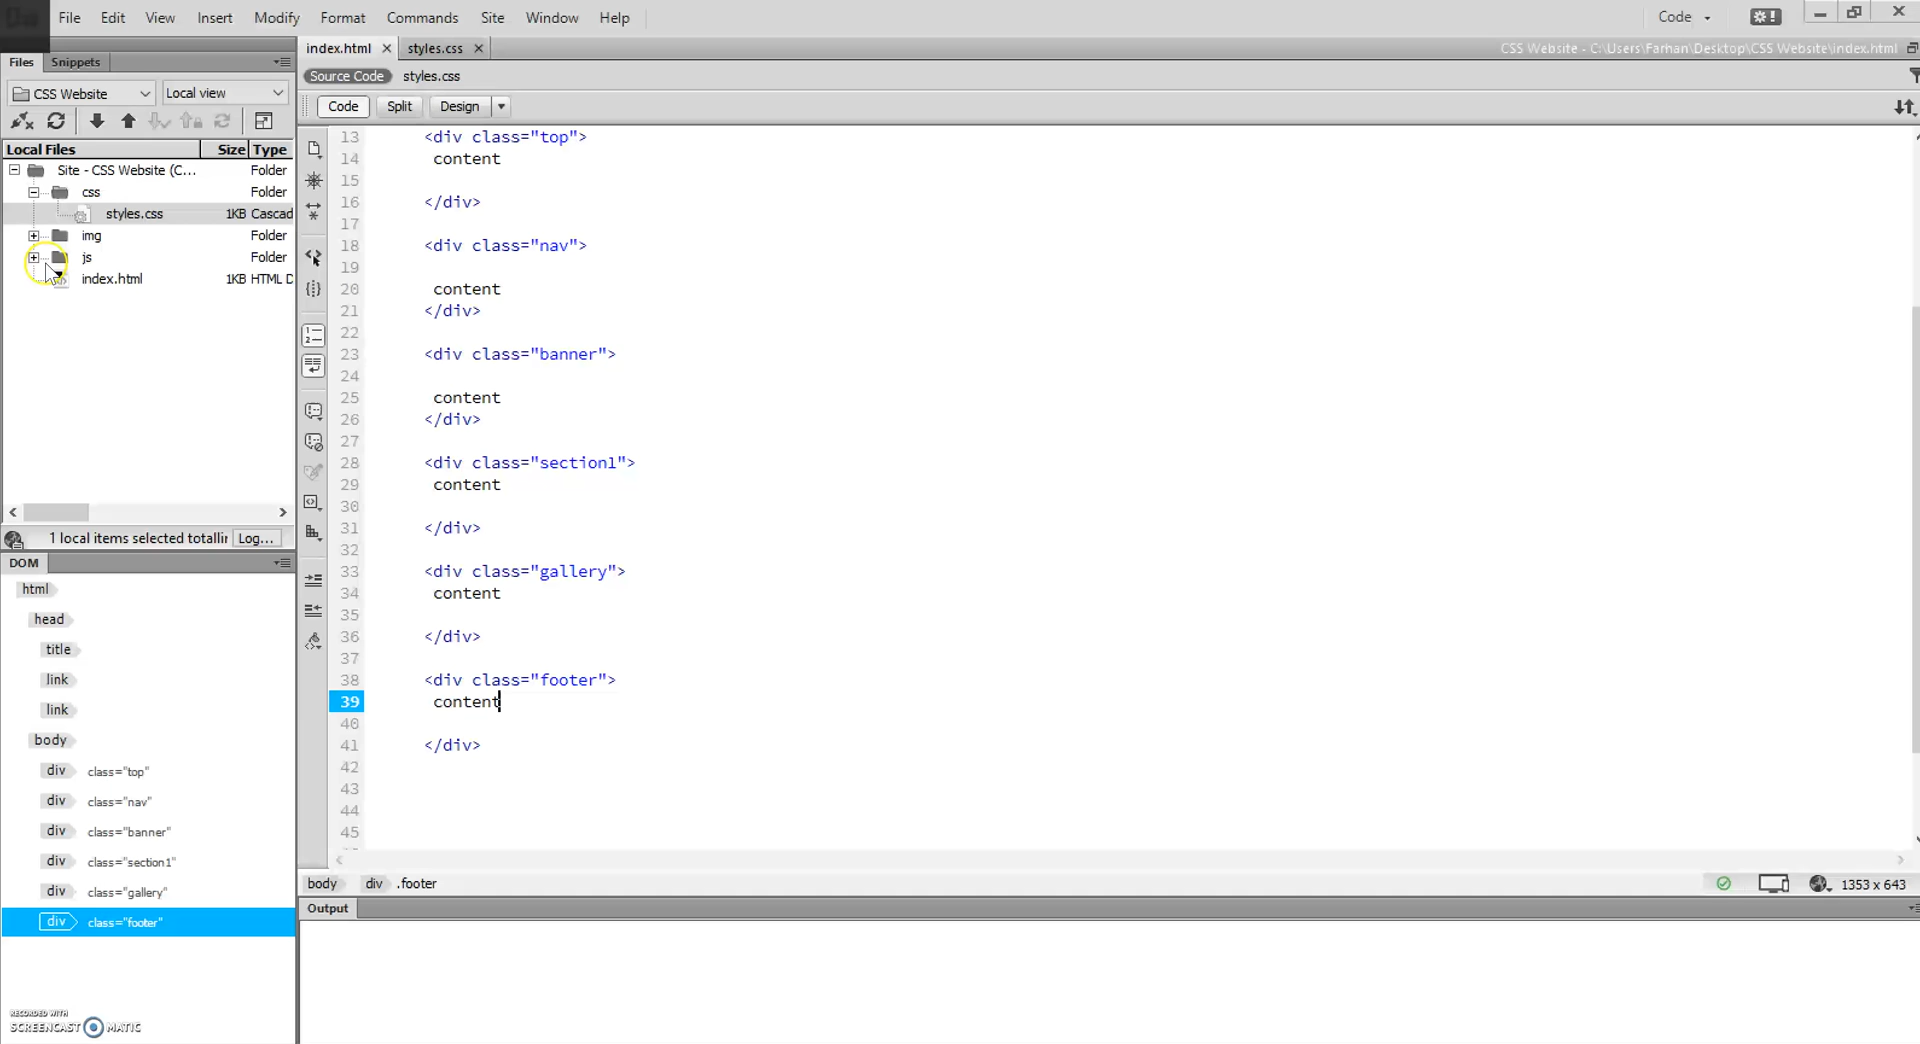 File Edit View Insert Modify Format Commands Site Window Help Code
Files Snippets
index.html styles.css
CSS Website - C:\Users\Farhan\Desktop\CSS Website\index.html
Source Code styles.css
CSS Website Local view
Code Split Design
Local Files Size Type
Site - CSS Website (C... Folder
css Folder
styles.css 1KB Cascad
img Folder
js Folder
index.html 1KB HTML D
1 local items selected totallir Log...
13 <div class="top">
14 content
15
16 </div>
17
18 <div class="nav">
19
20 content
21 </div>
22
23 <div class="banner">
24
25 content
26 </div>
27
28 <div class="section1">
29 content
30
31 </div>
32
33 <div class="gallery">
34 content
35
36 </div>
37
38 <div class="footer">
39 content
40
41 </div>
42
43
44
45
DOM
html
head
title
link
link
body
div class="top"
div class="nav"
div class="banner"
div class="section1"
div class="gallery"
div class="footer"
body div .footer
1353 x 643
Output
RECORDED WITH
SCREENCAST MATIC